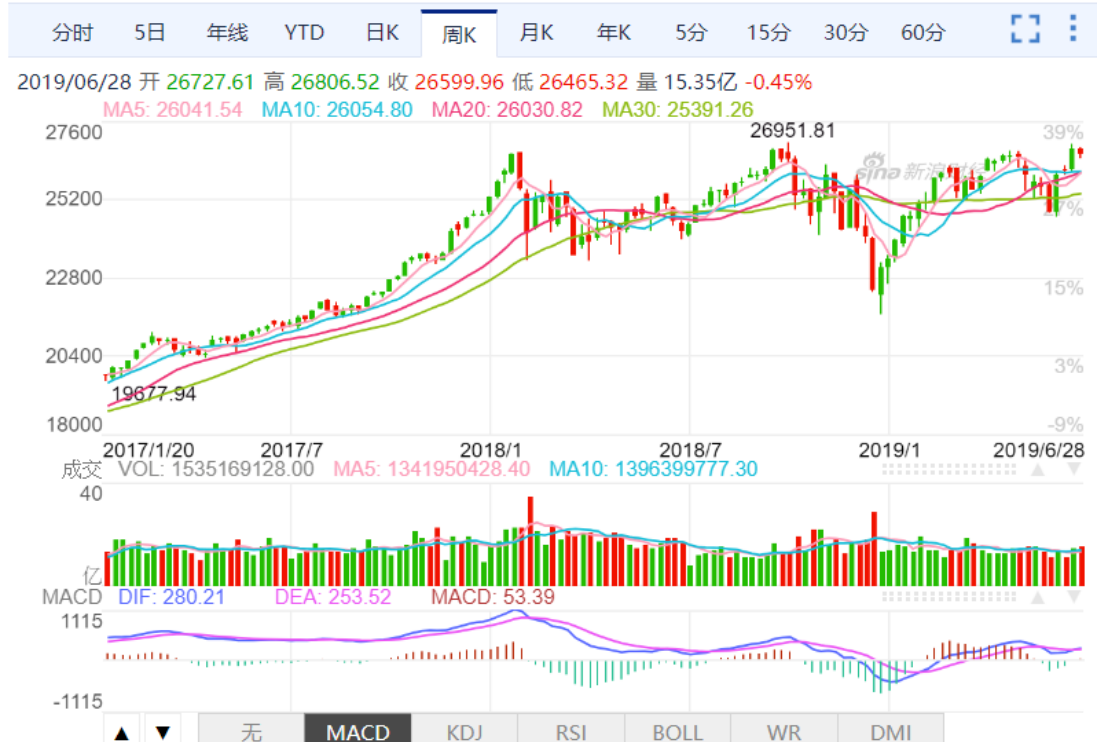 分时 5日 年线 YTD 日K 周K 月K 年K 5分 15分 30分 60分
2019/06/28 开 26727.61 高 26806.52 收 26599.96 低 26465.32 量 15.35亿 -0.45%
MA5: 26041.54 MA10: 26054.80 MA20: 26030.82 MA30: 25391.26
27600 26951.81 39%
sina 新浪财经
25200 27%
22800 15%
20400 3%
19677.94
18000 -9%
2017/1/20 2017/7 2018/1 2018/7 2019/1 2019/6/28
成交 VOL: 1535169128.00 MA5: 1341950428.40 MA10: 1396399777.30
40
亿
MACD DIF: 280.21 DEA: 253.52 MACD: 53.39
1115
-1115
▲ ▼ 无 MACD KDJ RSI BOLL WR DMI